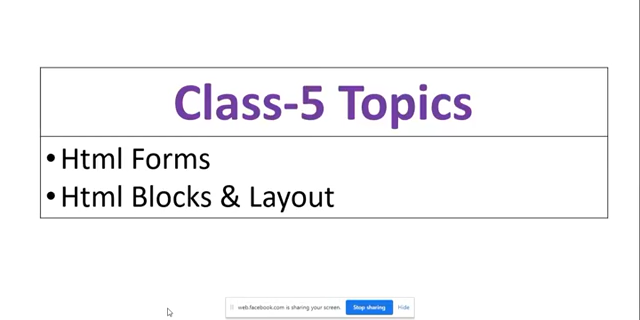 Class-5 Topics
•Html Forms
•Html Blocks & Layout
web.facebook.com is sharing your screen. Stop sharing Hide